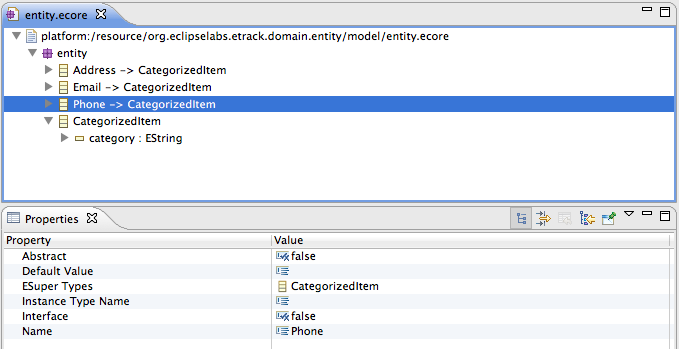 entity.ecore
platform:/resource/org.eclipselabs.etrack.domain.entity/model/entity.ecore
entity
Address -> CategorizedItem
Email -> CategorizedItem
Phone -> CategorizedItem
CategorizedItem
category : EString
Properties
Property Value
Abstract false
Default Value
ESuper Types CategorizedItem
Instance Type Name
Interface false
Name Phone